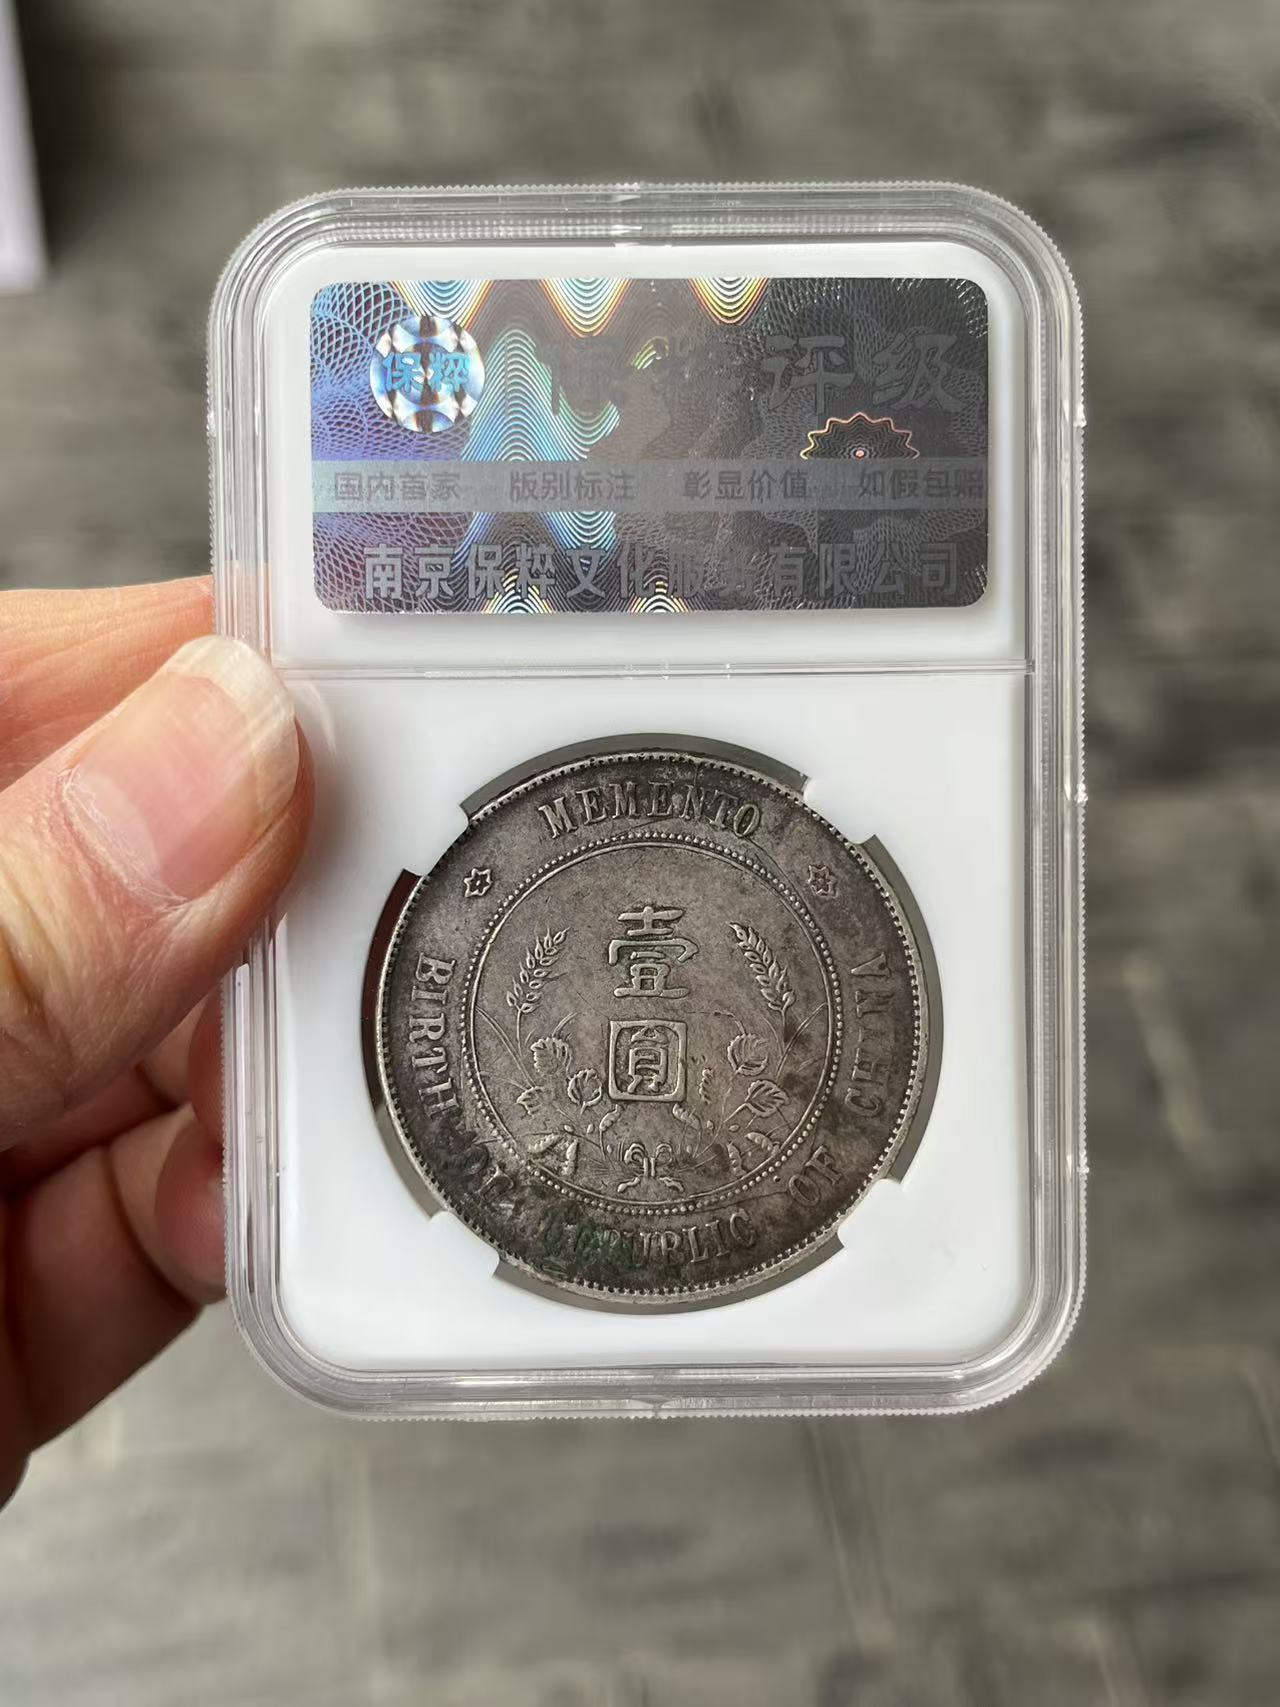 保粹
保粹评级
国内首家 版别标注 彰显价值 如假包赔
南京保粹文化服务有限公司
MEMENTO
壹
圓
BIRTH OF REPUBLIC OF CHINA